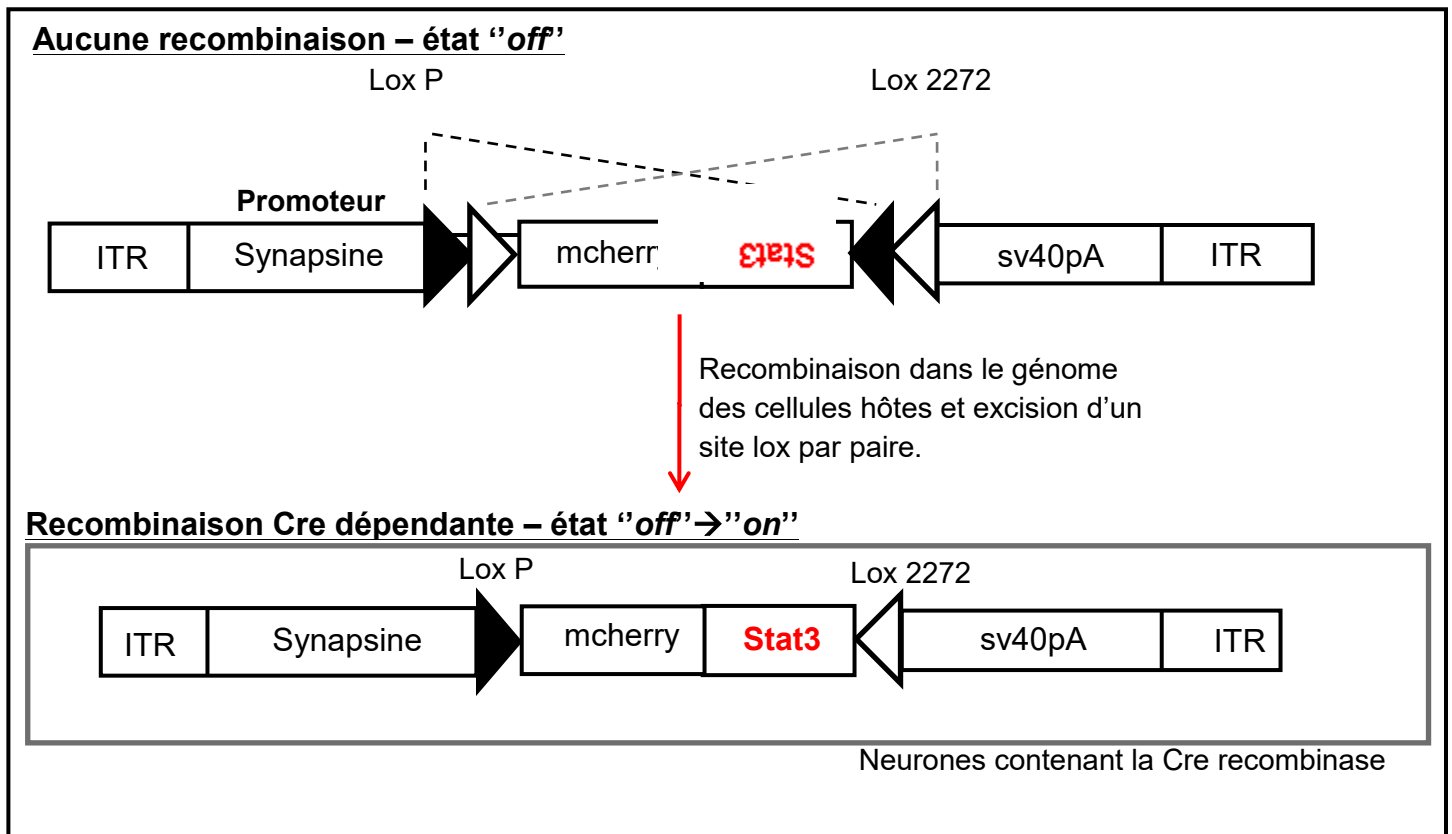 Aucune recombinaison – état ‘’off’’
Lox P Lox 2272
Promoteur
ITR Synapsine mcherry Stat3 sv40pA ITR
Recombinaison dans le génome
des cellules hôtes et excision d’un
site lox par paire.
Recombinaison Cre dépendante – état ‘’off’’→’’on’’
Lox P Lox 2272
ITR Synapsine mcherry Stat3 sv40pA ITR
Neurones contenant la Cre recombinase